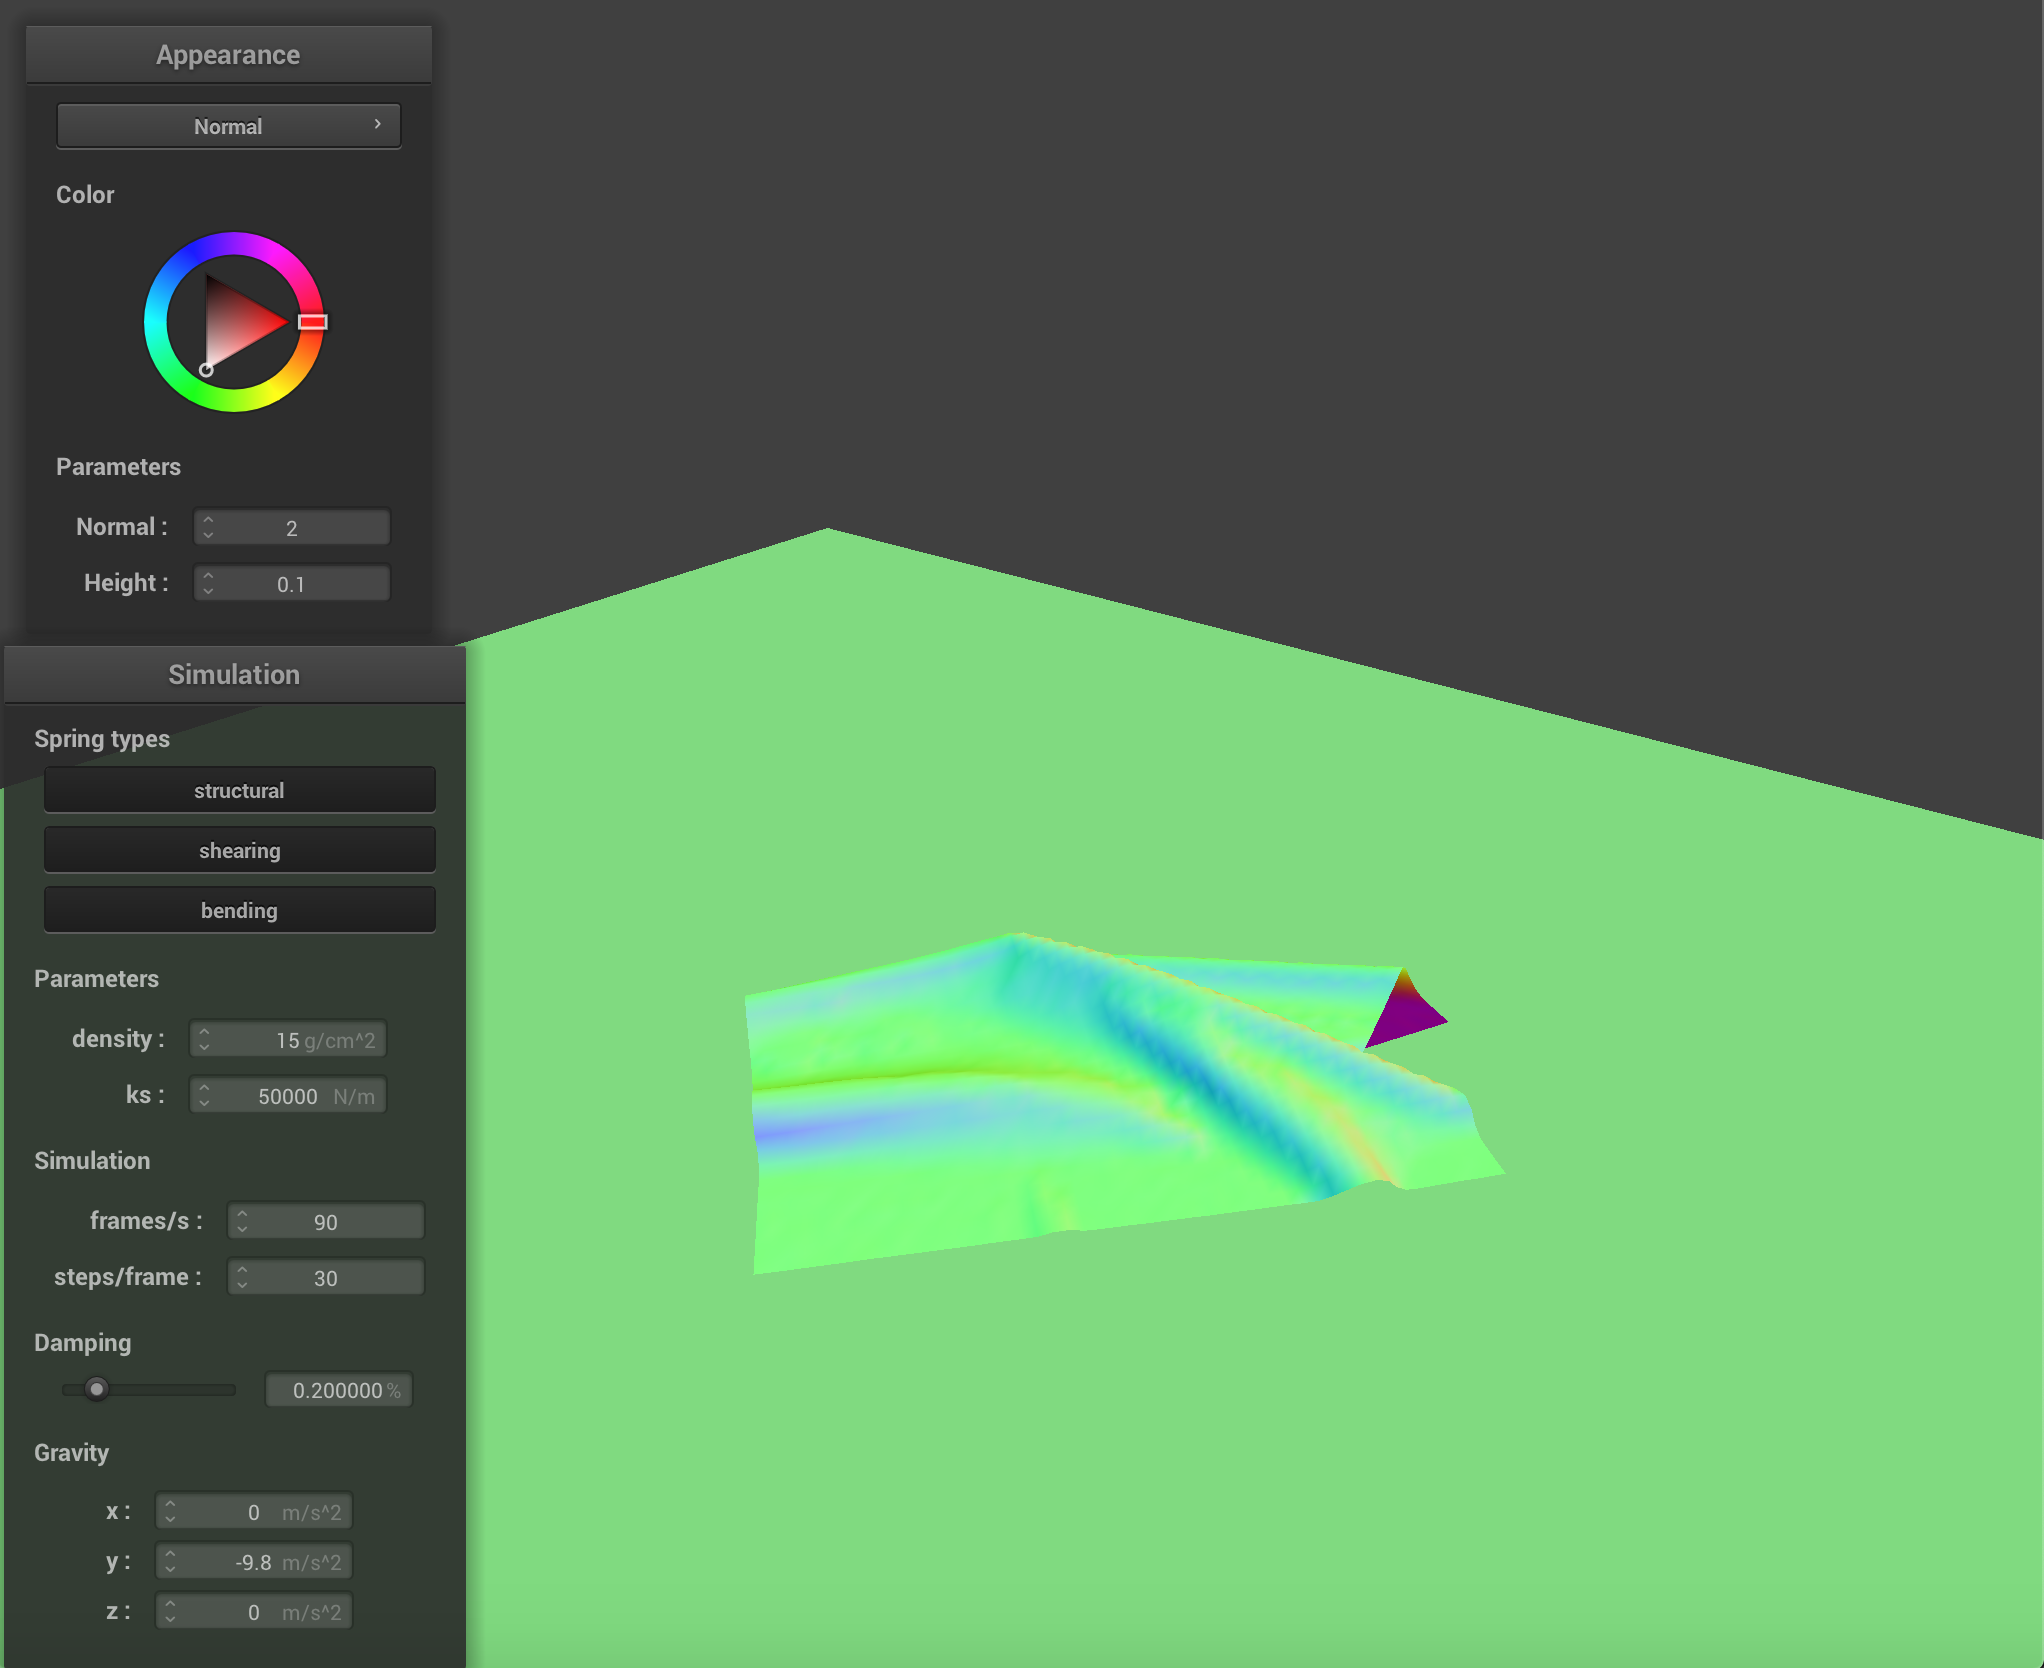 Appearance
Normal
Color
Parameters
Normal : 2
Height : 0.1
Simulation
Spring types
structural
shearing
bending
Parameters
density : 15 g/cm^2
ks : 50000 N/m
Simulation
frames/s : 90
steps/frame : 30
Damping
0.200000 %
Gravity
x : 0 m/s^2
y : -9.8 m/s^2
z : 0 m/s^2